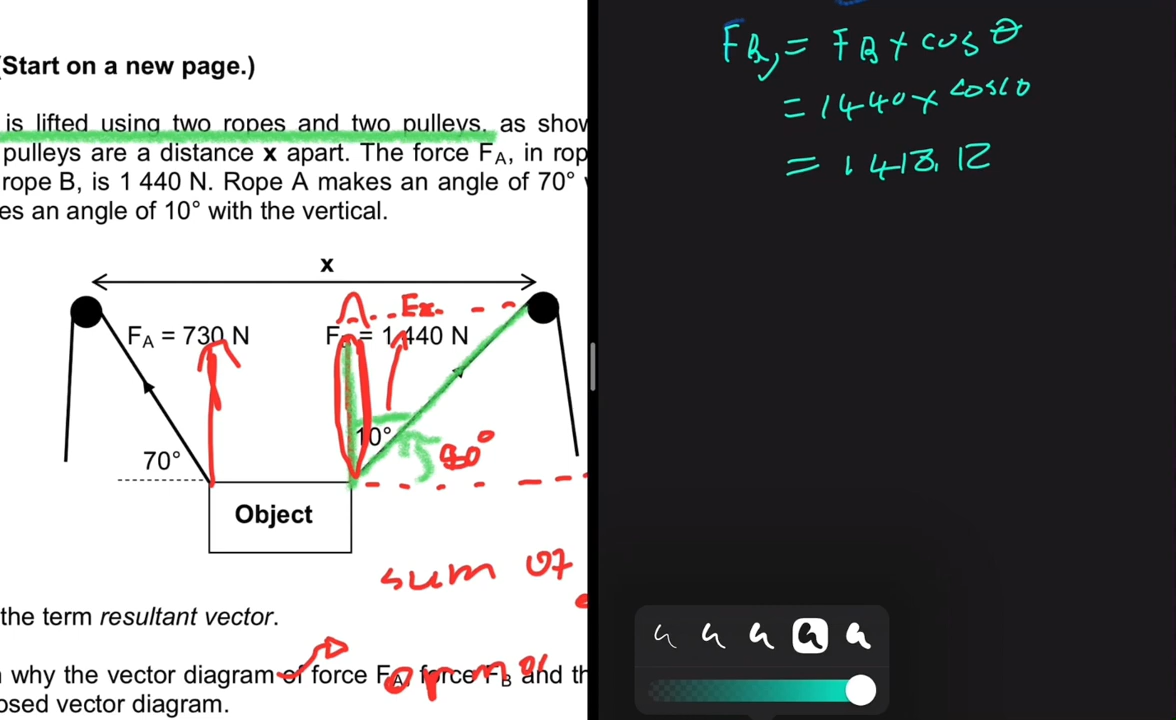 (Start on a new page.)
is lifted using two ropes and two pulleys, as show
pulleys are a distance x apart. The force FA, in rop
rope B, is 1 440 N. Rope A makes an angle of 70°
es an angle of 10° with the vertical.
x
A
FA = 730 N
F = 1 440 N
10°
70°
80°
Object
sum of
the term resultant vector.
why the vector diagram of force FA, force FB and th
osed vector diagram.
FBy = FB × cos θ
= 1440 × cos10
= 1418.12